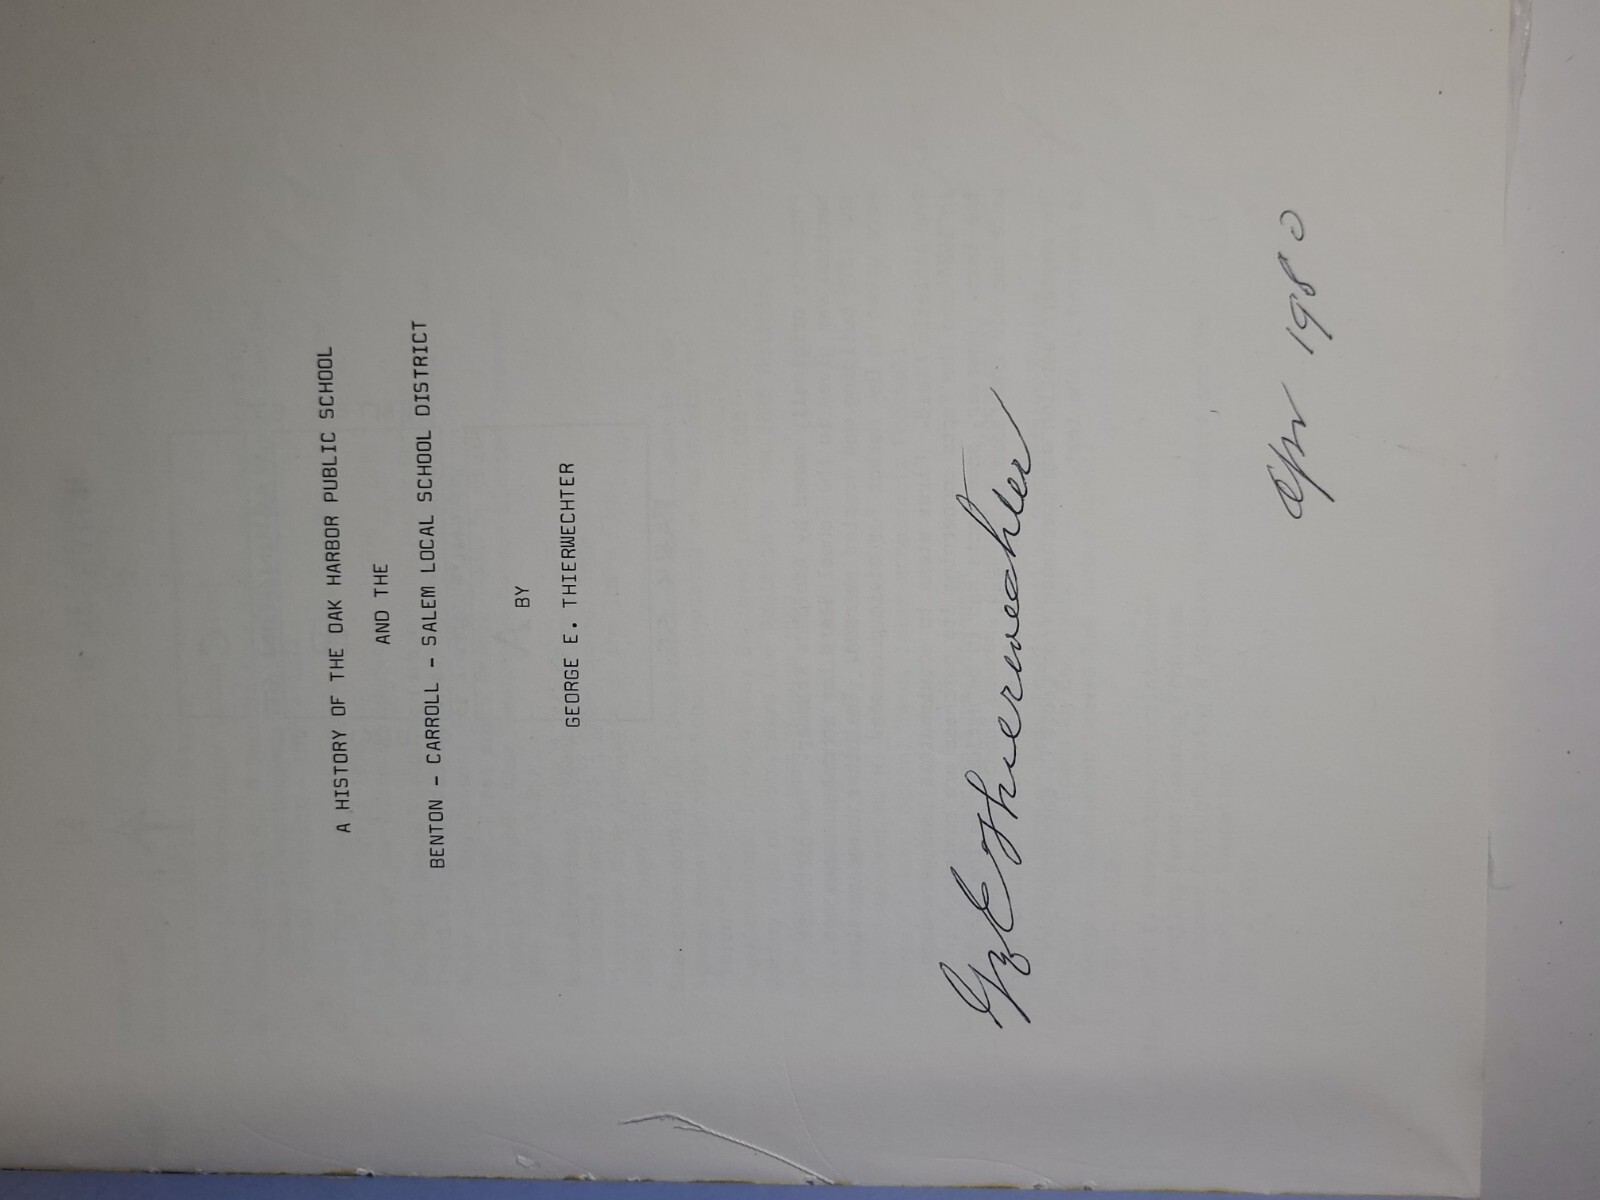 A HISTORY OF THE OAK HARBOR PUBLIC SCHOOL
AND THE
BENTON - CARROLL - SALEM LOCAL SCHOOL DISTRICT
BY
GEORGE E. THIERWECHTER
E Thierwechter
Apr 1980